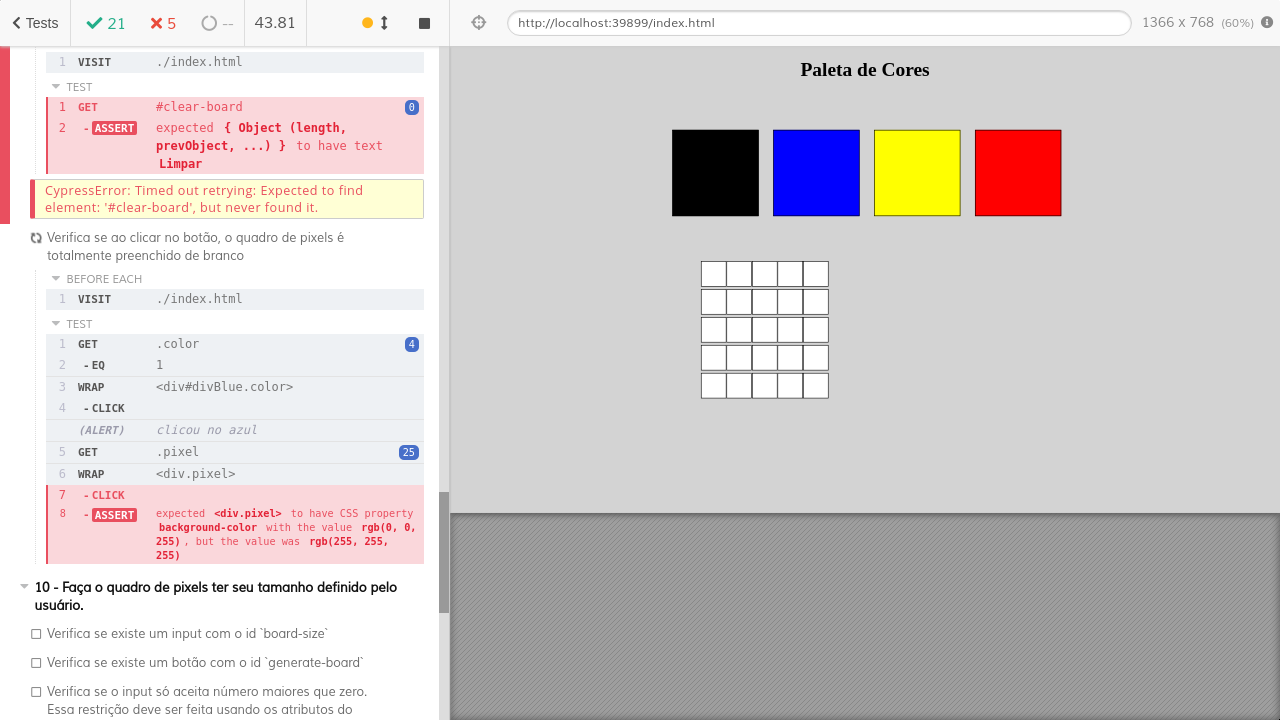 Tests
21
5
--
43.81
http://localhost:39899/index.html
1366 x 768 (60%)
1 VISIT ./index.html
TEST
1 GET #clear-board 0
2 - ASSERT expected { Object (length,
prevObject, ...) } to have text
Limpar
CypressError: Timed out retrying: Expected to find
element: '#clear-board', but never found it.
Verifica se ao clicar no botão, o quadro de pixels é
totalmente preenchido de branco
BEFORE EACH
1 VISIT ./index.html
TEST
1 GET .color 4
2 - EQ 1
3 WRAP <div#divBlue.color>
4 - CLICK
(ALERT) clicou no azul
5 GET .pixel 25
6 WRAP <div.pixel>
7 - CLICK
8 - ASSERT expected <div.pixel> to have CSS property
background-color with the value rgb(0, 0,
255) , but the value was rgb(255, 255,
255)
10 - Faça o quadro de pixels ter seu tamanho definido pelo
usuário.
Verifica se existe um input com o id `board-size`
Verifica se existe um botão com o id `generate-board`
Verifica se o input só aceita número maiores que zero.
Essa restrição deve ser feita usando os atributos do
Paleta de Cores